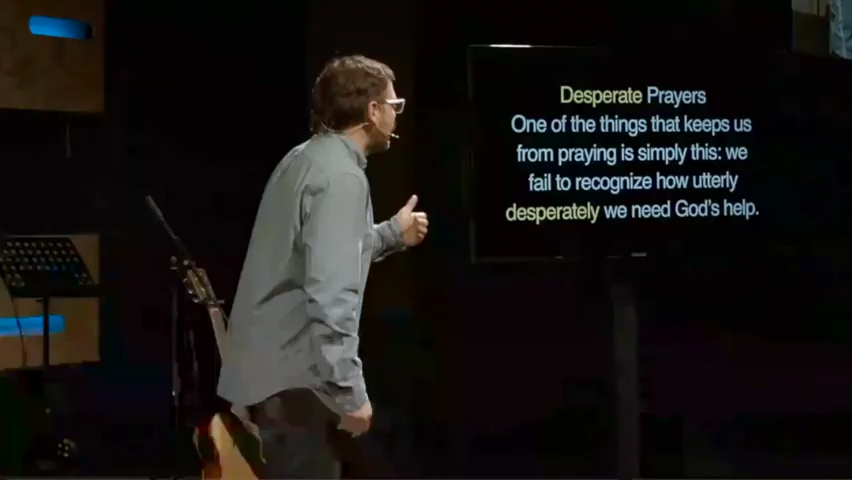 Desperate Prayers
One of the things that keeps us
from praying is simply this: we
fail to recognize how utterly
desperately we need God's help.